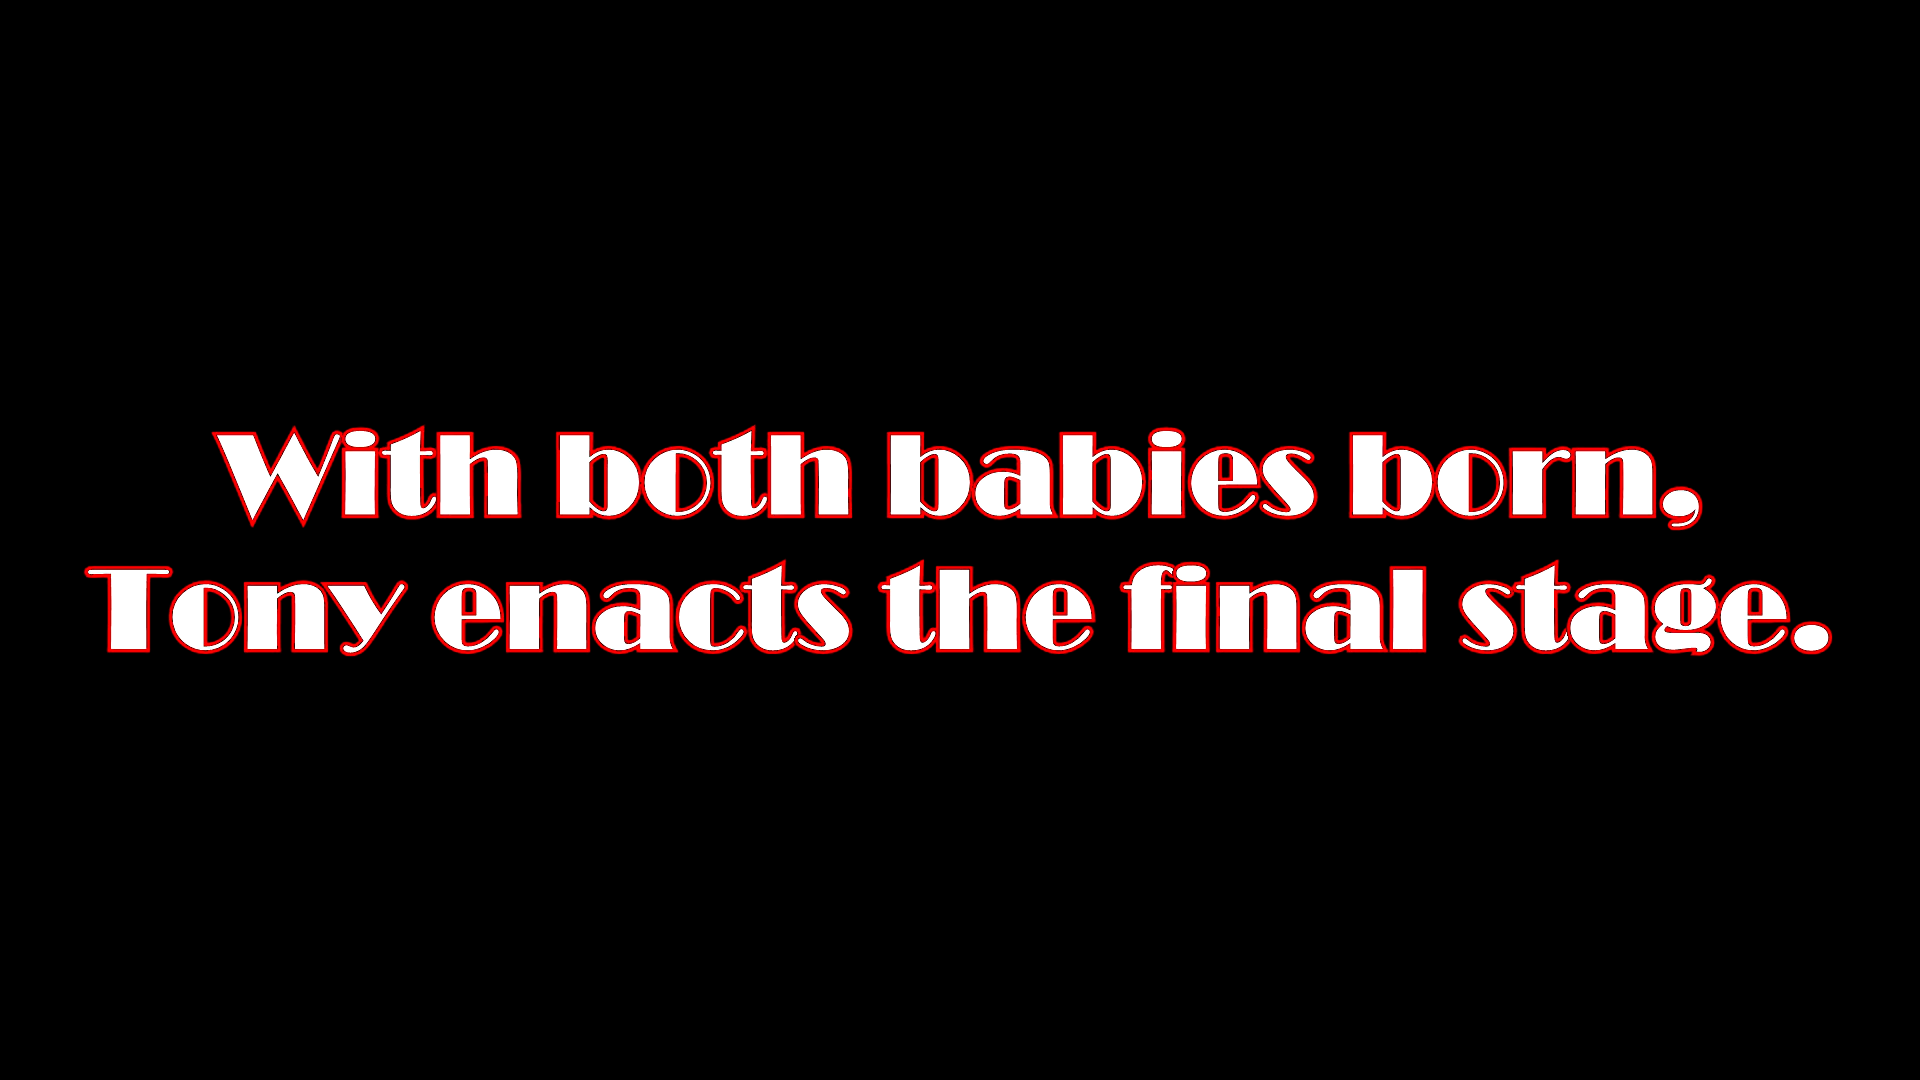 With both babies born,
Tony enacts the final stage.